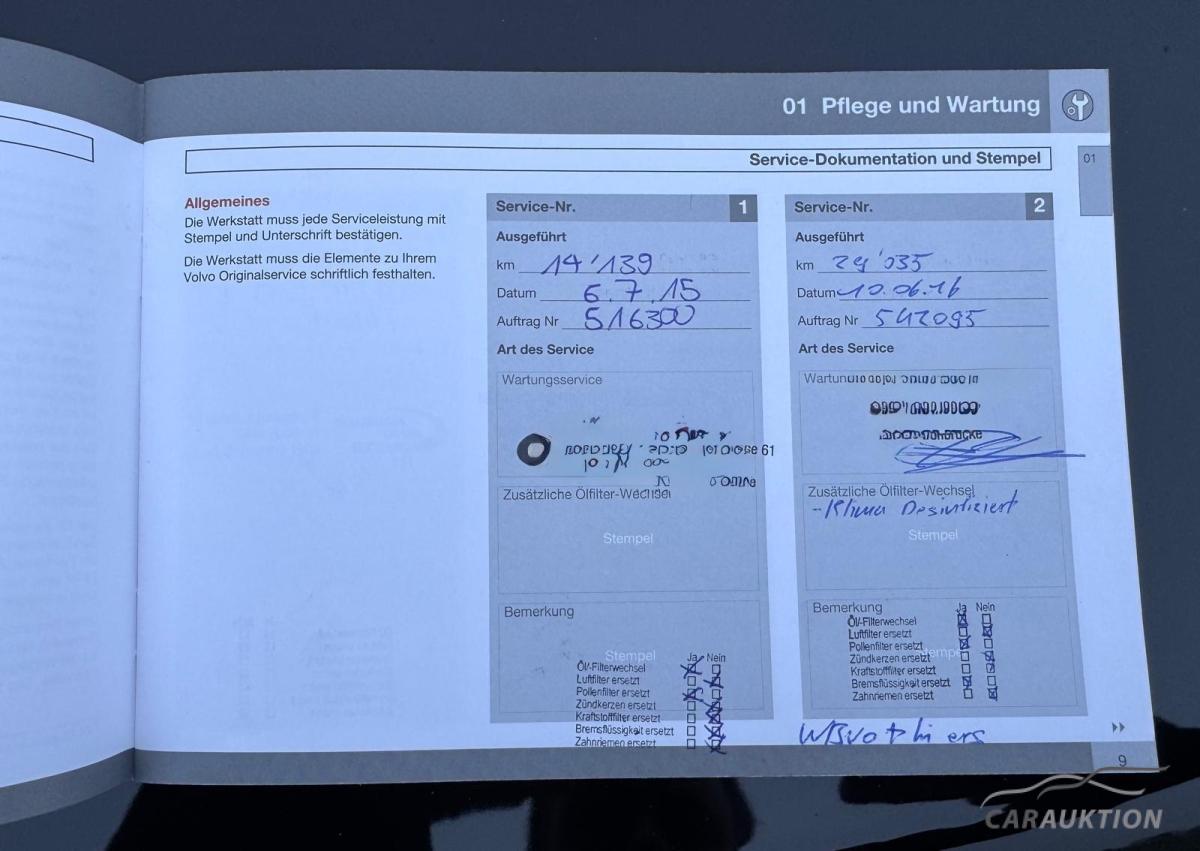 01 Pflege und Wartung
Service-Dokumentation und Stempel
01
Allgemeines
Die Werkstatt muss jede Serviceleistung mit
Stempel und Unterschrift bestätigen.
Die Werkstatt muss die Elemente zu Ihrem
Volvo Originalservice schriftlich festhalten.
Service-Nr. 1
Ausgeführt
km 14'139
Datum 6.7.15
Auftrag Nr 516300
Art des Service
Wartungsservice
61
Zusätzliche Ölfilter-Wechsel
Stempel
Bemerkung
Stempel
Ja Nein
Öl-Filterwechsel
Luftfilter ersetzt
Pollenfilter ersetzt
Zündkerzen ersetzt
Kraftstofffilter ersetzt
Bremsflüssigkeit ersetzt
Zahnriemen ersetzt
Service-Nr. 2
Ausgeführt
km 29'035
Datum 10.06.16
Auftrag Nr 542095
Art des Service
Zusätzliche Ölfilter-Wechsel
- Klima Desinfiziert
Stempel
Bemerkung
Ja Nein
Öl-/Filterwechsel
Luftfilter ersetzt
Pollenfilter ersetzt
Zündkerzen ersetzt
Kraftstofffilter ersetzt
Bremsflüssigkeit ersetzt
Zahnriemen ersetzt
9
CARAUKTION